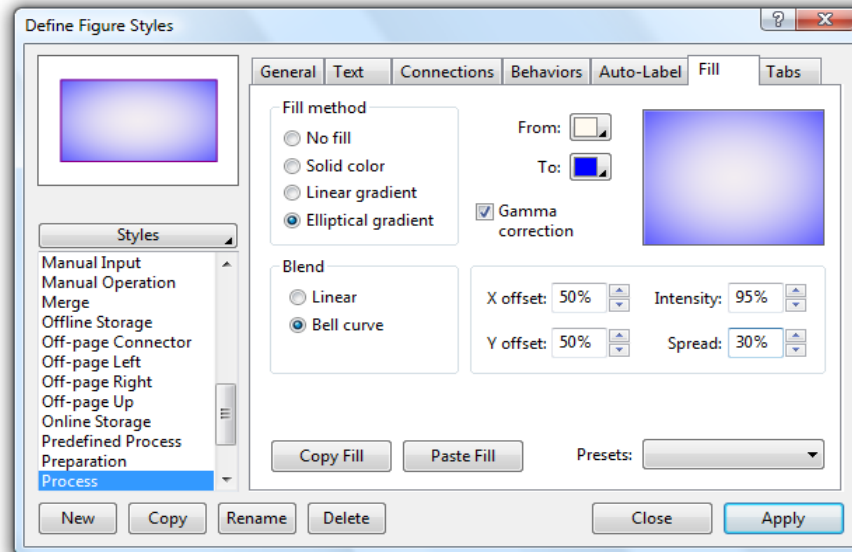 Define Figure Styles
?
General Text Connections Behaviors Auto-Label Fill Tabs
Fill method
No fill
Solid color
Linear gradient
Elliptical gradient
From:
To:
Gamma
correction
Styles
Manual Input
Manual Operation
Merge
Offline Storage
Off-page Connector
Off-page Left
Off-page Right
Off-page Up
Online Storage
Predefined Process
Preparation
Process
Blend
Linear
Bell curve
X offset: 50% Intensity: 95%
Y offset: 50% Spread: 30%
Copy Fill Paste Fill Presets:
New Copy Rename Delete Close Apply